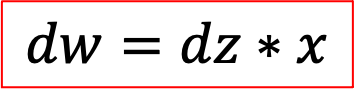 dw = dz * x